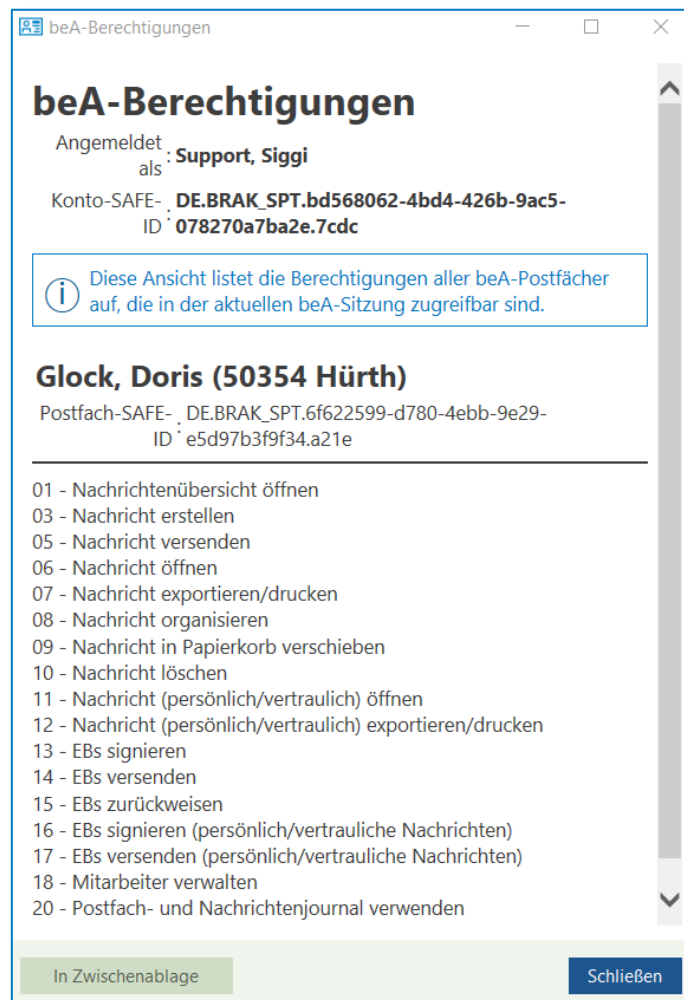 beA-Berechtigungen
beA-Berechtigungen
Angemeldet als : Support, Siggi
Konto-SAFE-ID : DE.BRAK_SPT.bd568062-4bd4-426b-9ac5-
078270a7ba2e.7cdc
Diese Ansicht listet die Berechtigungen aller beA-Postfächer
auf, die in der aktuellen beA-Sitzung zugreifbar sind.
Glock, Doris (50354 Hürth)
Postfach-SAFE-ID : DE.BRAK_SPT.6f622599-d780-4ebb-9e29-
e5d97b3f9f34.a21e
01 - Nachrichtenübersicht öffnen
03 - Nachricht erstellen
05 - Nachricht versenden
06 - Nachricht öffnen
07 - Nachricht exportieren/drucken
08 - Nachricht organisieren
09 - Nachricht in Papierkorb verschieben
10 - Nachricht löschen
11 - Nachricht (persönlich/vertraulich) öffnen
12 - Nachricht (persönlich/vertraulich) exportieren/drucken
13 - EBs signieren
14 - EBs versenden
15 - EBs zurückweisen
16 - EBs signieren (persönlich/vertrauliche Nachrichten)
17 - EBs versenden (persönlich/vertrauliche Nachrichten)
18 - Mitarbeiter verwalten
20 - Postfach- und Nachrichtenjournal verwenden
In Zwischenablage
Schließen